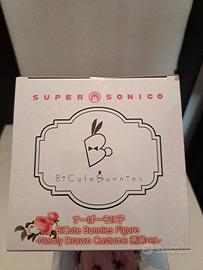 SUPER SONICO
BiCute Bunnies
すーぱーそに子
BiCute Bunnies Figure
~Newly Drawn Costume